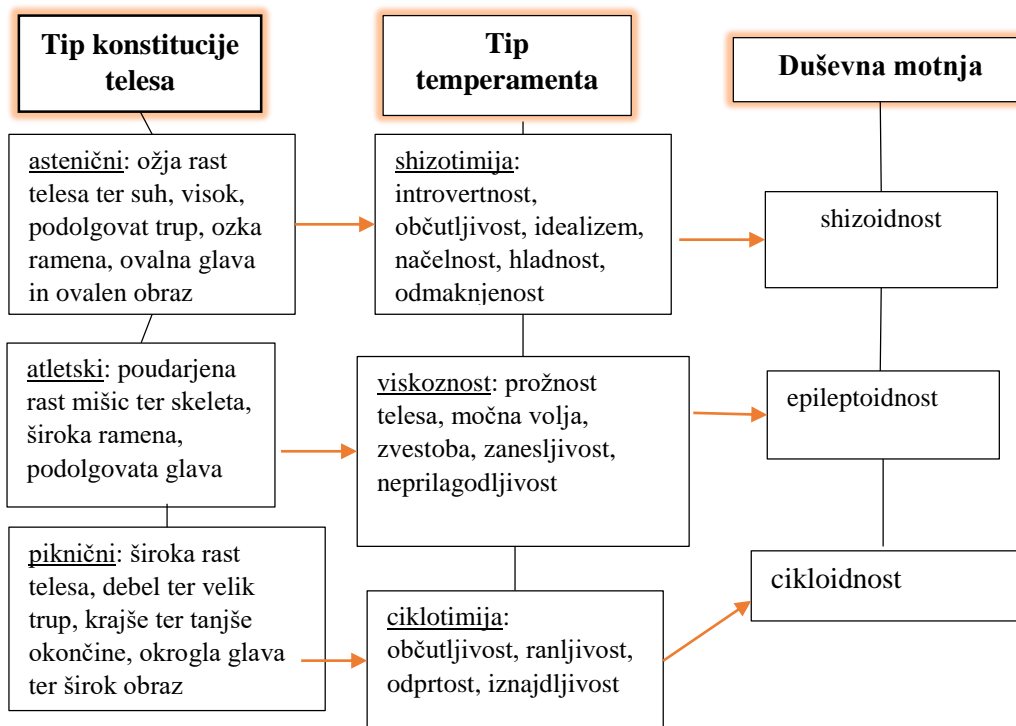 Tip konstitucije
telesa
Tip
temperamenta
Duševna motnja
astenični: ožja rast
telesa ter suh, visok,
podolgovat trup, ozka
ramena, ovalna glava
in ovalen obraz
shizotimija:
introvertnost,
občutljivost, idealizem,
načelnost, hladnost,
odmaknjenost
shizoidnost
atletski: poudarjena
rast mišic ter skeleta,
široka ramena,
podolgovata glava
viskoznost: prožnost
telesa, močna volja,
zvestoba, zanesljivost,
neprilagodljivost
epileptoidnost
piknični: široka rast
telesa, debel ter velik
trup, krajše ter tanjše
okončine, okrogla glava
ter širok obraz
ciklotimija:
občutljivost, ranljivost,
odprtost, iznajdljivost
cikloidnost